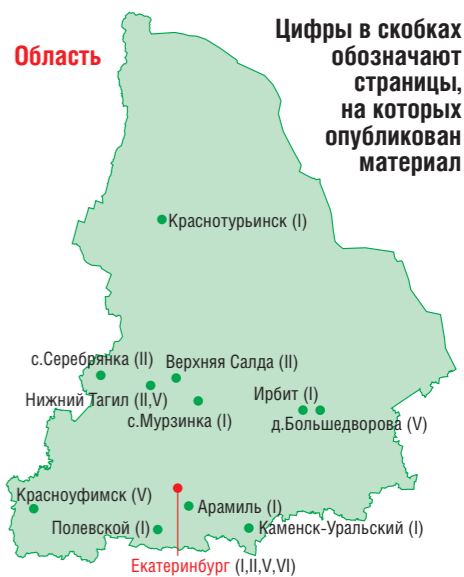 Область
Цифры в скобках
обозначают
страницы,
на которых
опубликован
материал
Краснотурьинск (I)
с.Серебрянка (II)
Верхняя Салда (II)
Нижний Тагил (II,V)
с.Мурзинка (I)
Ирбит (I)
д.Большедворова (V)
Красноуфимск (V)
Арамиль (I)
Полевской (I)
Каменск-Уральский (I)
Екатеринбург (I,II,V,VI)